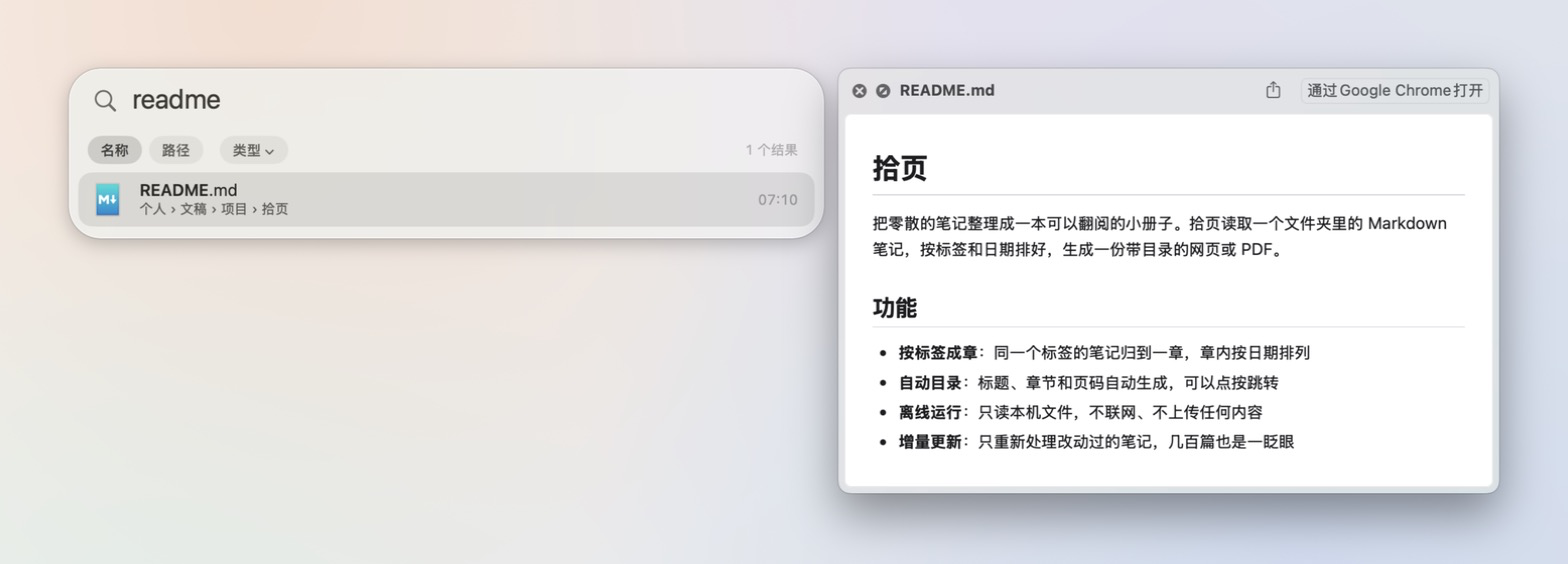 readme
名称 路径 类型 1 个结果
M↓
README.md 07:10
个人 › 文稿 › 项目 › 拾页
README.md 通过 Google Chrome 打开
拾页
把零散的笔记整理成一本可以翻阅的小册子。拾页读取一个文件夹里的 Markdown
笔记，按标签和日期排好，生成一份带目录的网页或 PDF。
功能
• 按标签成章：同一个标签的笔记归到一章，章内按日期排列
• 自动目录：标题、章节和页码自动生成，可以点按跳转
• 离线运行：只读本机文件，不联网、不上传任何内容
• 增量更新：只重新处理改动过的笔记，几百篇也是一眨眼